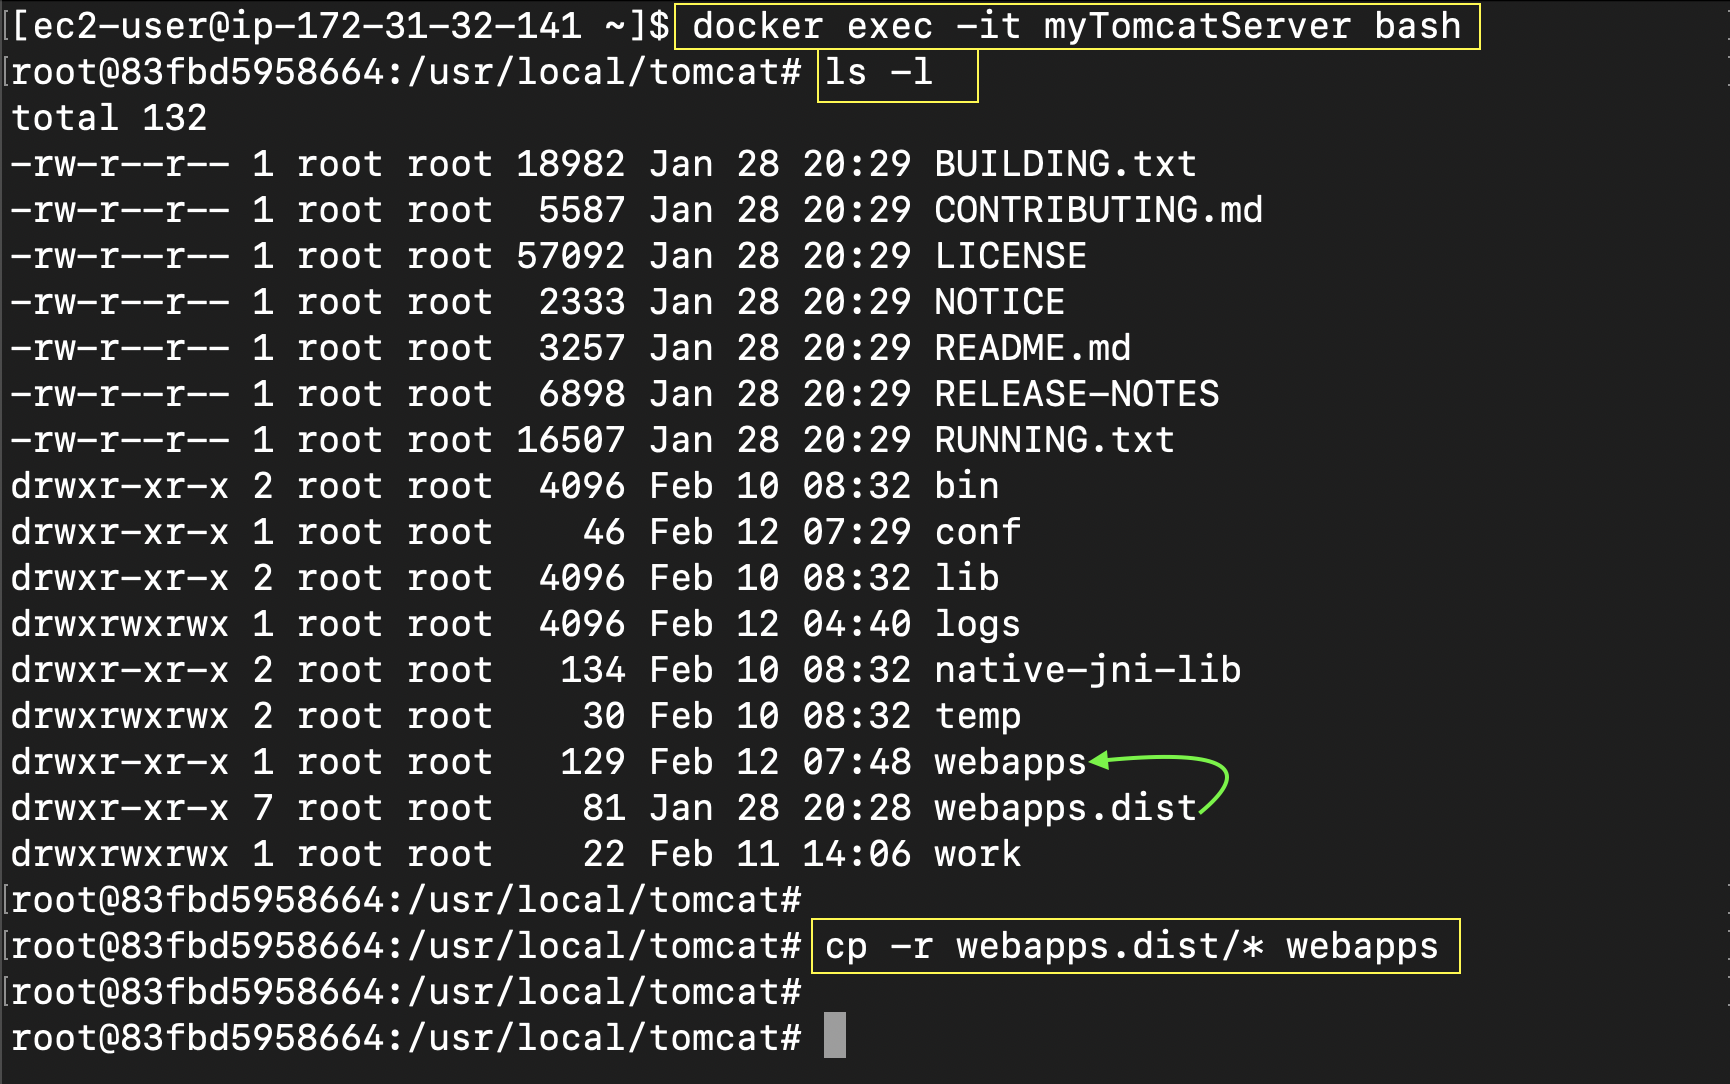 [ec2-user@ip-172-31-32-141 ~]$ docker exec -it myTomcatServer bash
root@83fbd5958664:/usr/local/tomcat# ls -l
total 132
-rw-r--r-- 1 root root 18982 Jan 28 20:29 BUILDING.txt
-rw-r--r-- 1 root root  5587 Jan 28 20:29 CONTRIBUTING.md
-rw-r--r-- 1 root root 57092 Jan 28 20:29 LICENSE
-rw-r--r-- 1 root root  2333 Jan 28 20:29 NOTICE
-rw-r--r-- 1 root root  3257 Jan 28 20:29 README.md
-rw-r--r-- 1 root root  6898 Jan 28 20:29 RELEASE-NOTES
-rw-r--r-- 1 root root 16507 Jan 28 20:29 RUNNING.txt
drwxr-xr-x 2 root root  4096 Feb 10 08:32 bin
drwxr-xr-x 1 root root    46 Feb 12 07:29 conf
drwxr-xr-x 2 root root  4096 Feb 10 08:32 lib
drwxrwxrwx 1 root root  4096 Feb 12 04:40 logs
drwxr-xr-x 2 root root   134 Feb 10 08:32 native-jni-lib
drwxrwxrwx 2 root root    30 Feb 10 08:32 temp
drwxr-xr-x 1 root root   129 Feb 12 07:48 webapps
drwxr-xr-x 7 root root    81 Jan 28 20:28 webapps.dist
drwxrwxrwx 1 root root    22 Feb 11 14:06 work
root@83fbd5958664:/usr/local/tomcat#
root@83fbd5958664:/usr/local/tomcat# cp -r webapps.dist/* webapps
root@83fbd5958664:/usr/local/tomcat#
root@83fbd5958664:/usr/local/tomcat#